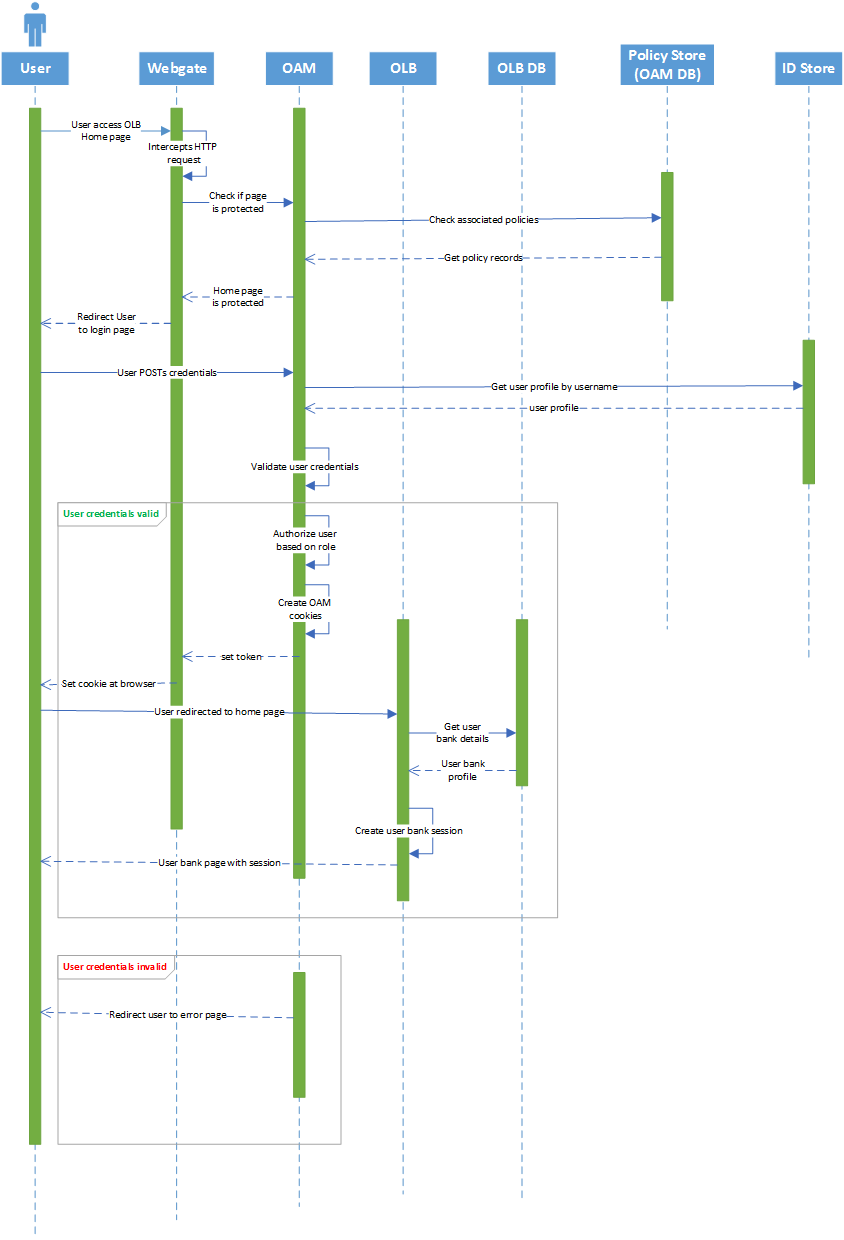 User
Webgate
OAM
OLB
OLB DB
Policy Store
(OAM DB)
ID Store
User access OLB
Home page
Intercepts HTTP
request
Check if page
is protected
Check associated policies
Get policy records
Home page
is protected
Redirect User
to login page
User POSTs credentials
Get user profile by username
user profile
Validate user credentials
User credentials valid
Authorize user
based on role
Create OAM
cookies
set token
Set cookie at browser
User redirected to home page
Get user
bank details
User bank
profile
Create user bank session
User bank page with session
User credentials invalid
Redirect user to error page